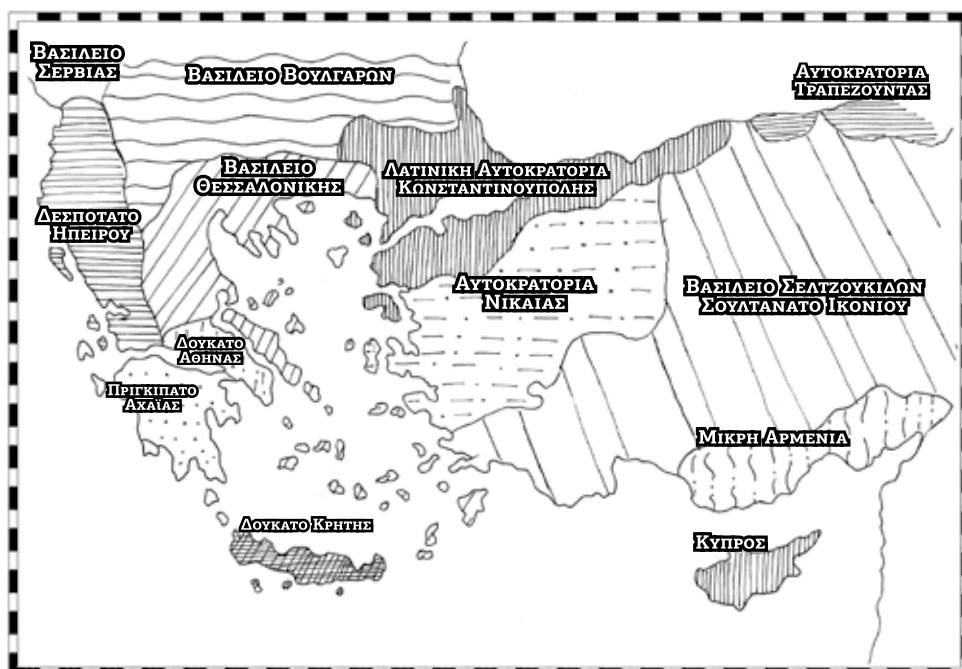 Βασιλειο
Σερβιας
Βασιλειο Βουλγαρων
Αυτοκρατορια
Τραπεζουντας
Βασιλειο
Θεσσαλονικης
Λατινικη Αυτοκρατορια
Κωνσταντινουπολης
Δεσποτατο
Ηπειρου
Αυτοκρατορια
Νικαιας
Βασιλειο Σελτζουκιδων
Σουλτανατο Ικονιου
Δουκατο
Αθηνας
Πριγκιπατο
Αχαϊας
Μικρη Αρμενια
Δουκατο Κρητης
Κυπρος